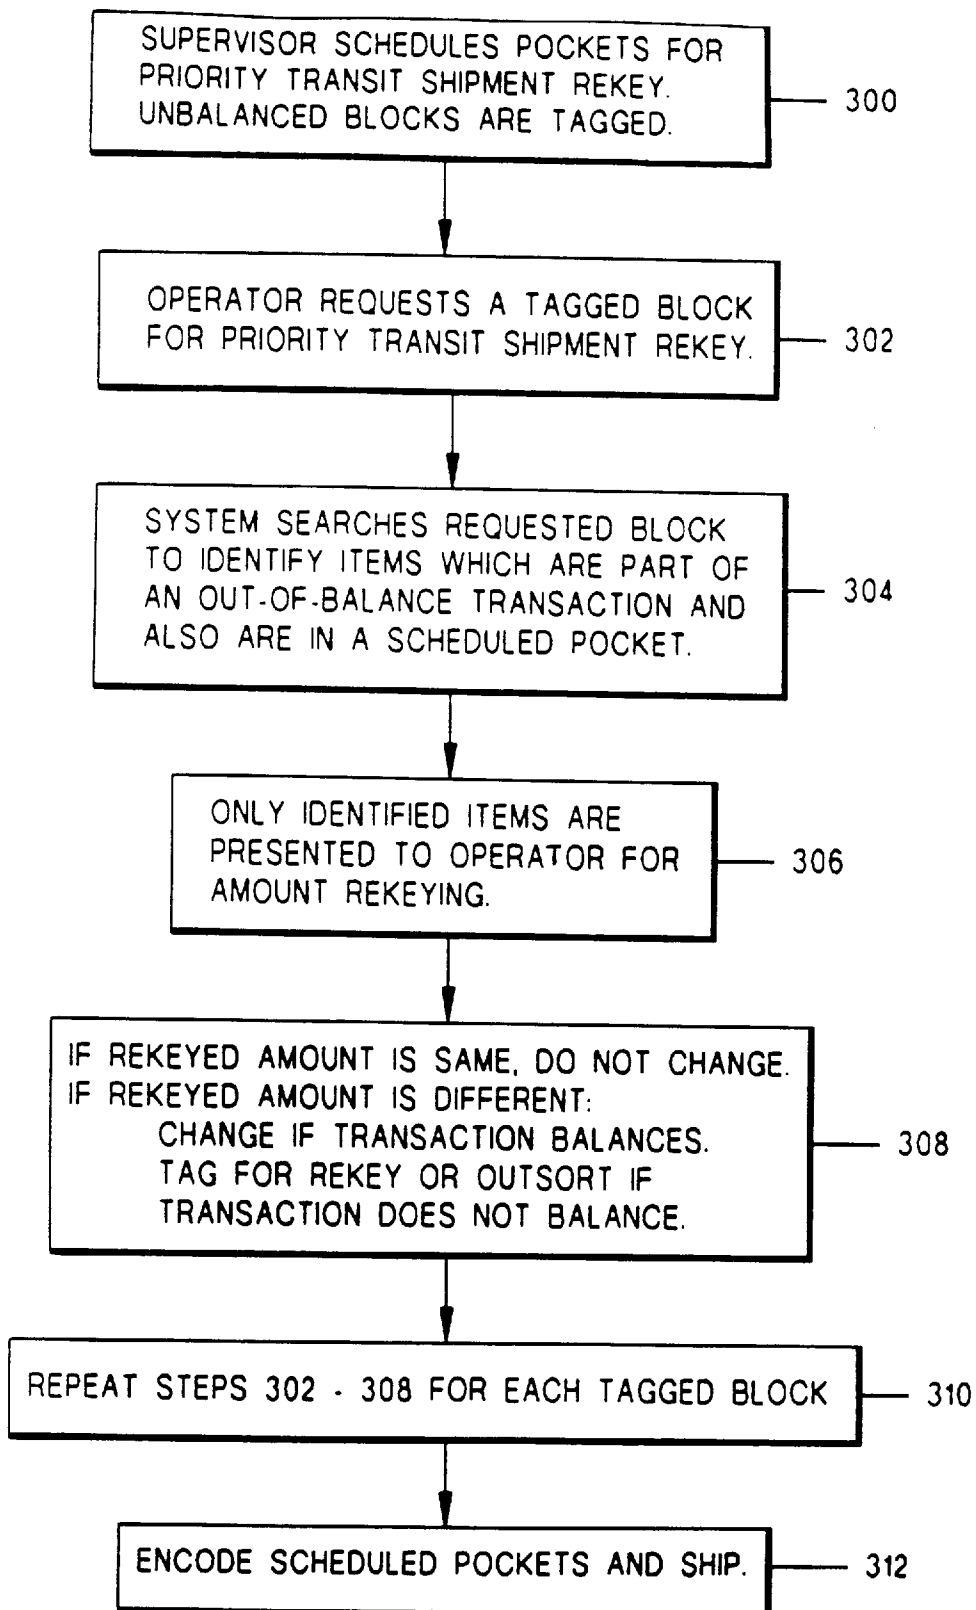 SUPERVISOR SCHEDULES POCKETS FOR
PRIORITY TRANSIT SHIPMENT REKEY.
UNBALANCED BLOCKS ARE TAGGED.
300
OPERATOR REQUESTS A TAGGED BLOCK
FOR PRIORITY TRANSIT SHIPMENT REKEY.
302
SYSTEM SEARCHES REQUESTED BLOCK
TO IDENTIFY ITEMS WHICH ARE PART OF
AN OUT-OF-BALANCE TRANSACTION AND
ALSO ARE IN A SCHEDULED POCKET.
304
ONLY IDENTIFIED ITEMS ARE
PRESENTED TO OPERATOR FOR
AMOUNT REKEYING.
306
IF REKEYED AMOUNT IS SAME, DO NOT CHANGE.
IF REKEYED AMOUNT IS DIFFERENT:
CHANGE IF TRANSACTION BALANCES.
TAG FOR REKEY OR OUTSORT IF
TRANSACTION DOES NOT BALANCE.
308
REPEAT STEPS 302 - 308 FOR EACH TAGGED BLOCK
310
ENCODE SCHEDULED POCKETS AND SHIP.
312